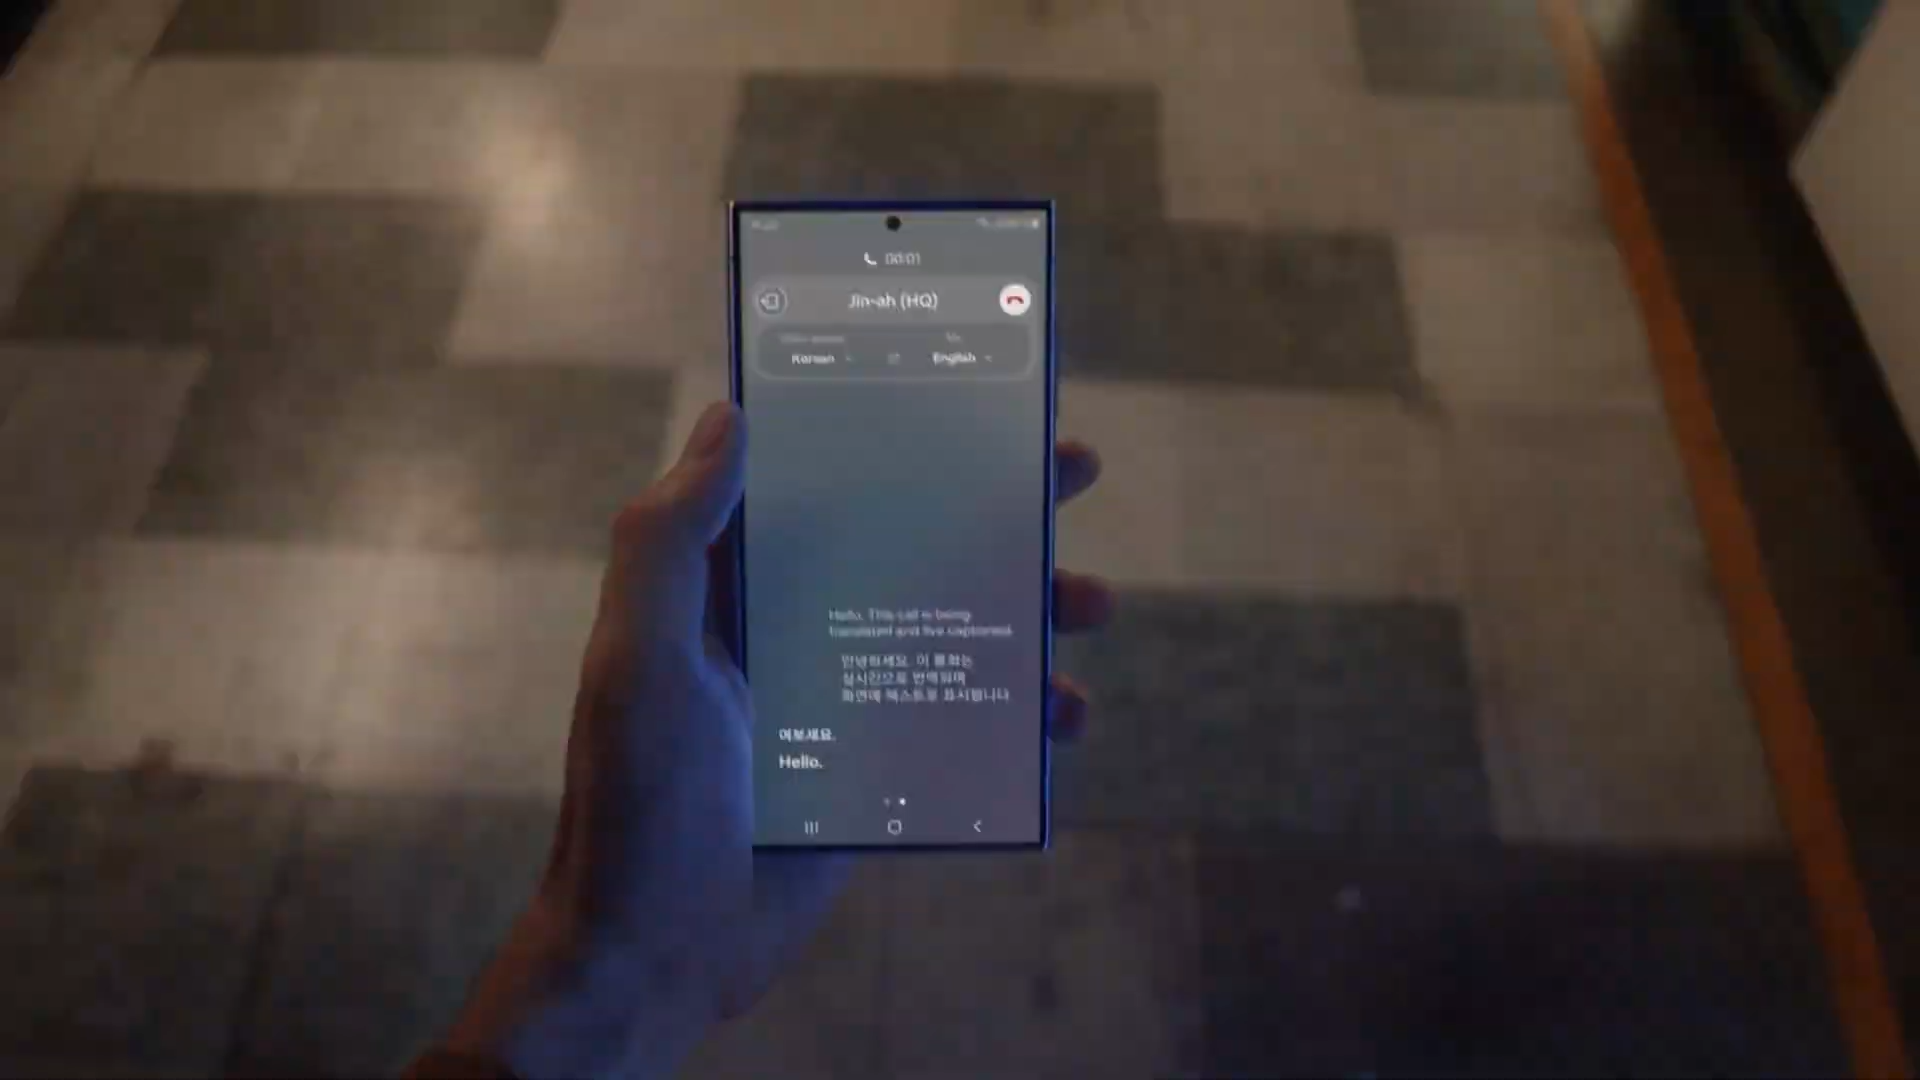 00:01
Jin-ah (HQ)
Korean
English
Hello. This call is being
translated and live captioned.
안녕하세요. 이 통화는
실시간으로 번역되며
화면에 텍스트로 표시됩니다.
여보세요.
Hello.